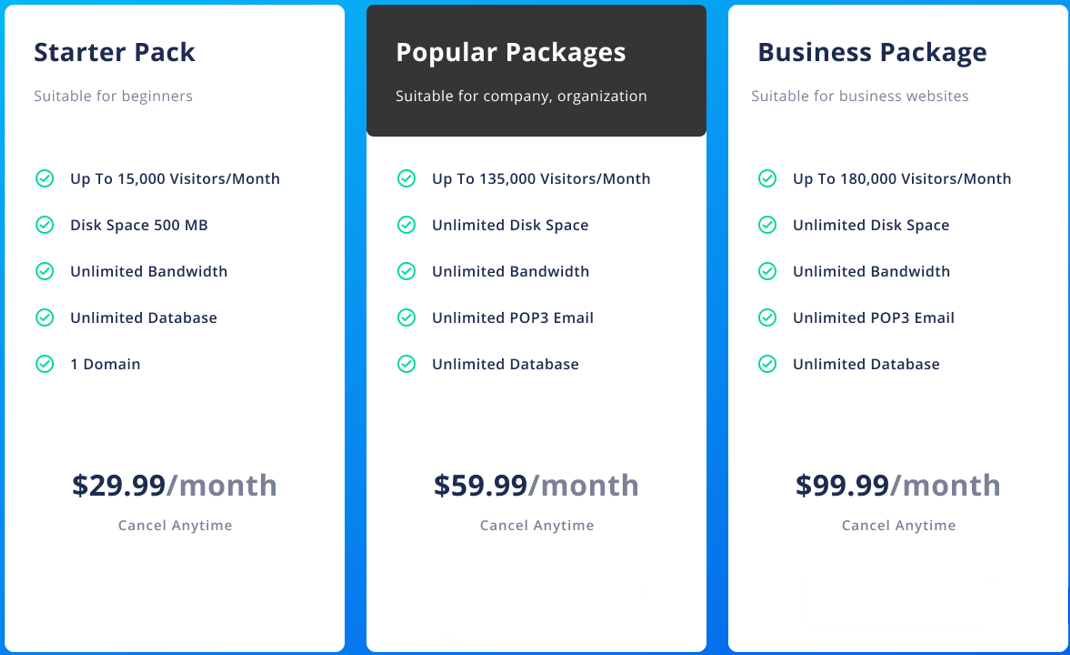 Starter Pack
Suitable for beginners
Up To 15,000 Visitors/Month
Disk Space 500 MB
Unlimited Bandwidth
Unlimited Database
1 Domain
$29.99/month
Cancel Anytime
Popular Packages
Suitable for company, organization
Up To 135,000 Visitors/Month
Unlimited Disk Space
Unlimited Bandwidth
Unlimited POP3 Email
Unlimited Database
$59.99/month
Cancel Anytime
Business Package
Suitable for business websites
Up To 180,000 Visitors/Month
Unlimited Disk Space
Unlimited Bandwidth
Unlimited POP3 Email
Unlimited Database
$99.99/month
Cancel Anytime